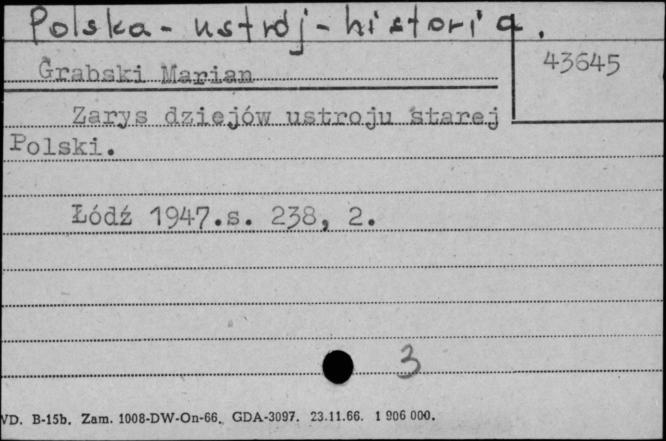 Polska - ustrój - historia.
43645
Grabski Marian
Zarys dziejów ustroju starej
Polski.
Łódź 1947.s. 238, 2.
3
VD. B-15b. Zam. 1008-DW-On-66. GDA-3097. 23.11.66. 1 906 000.